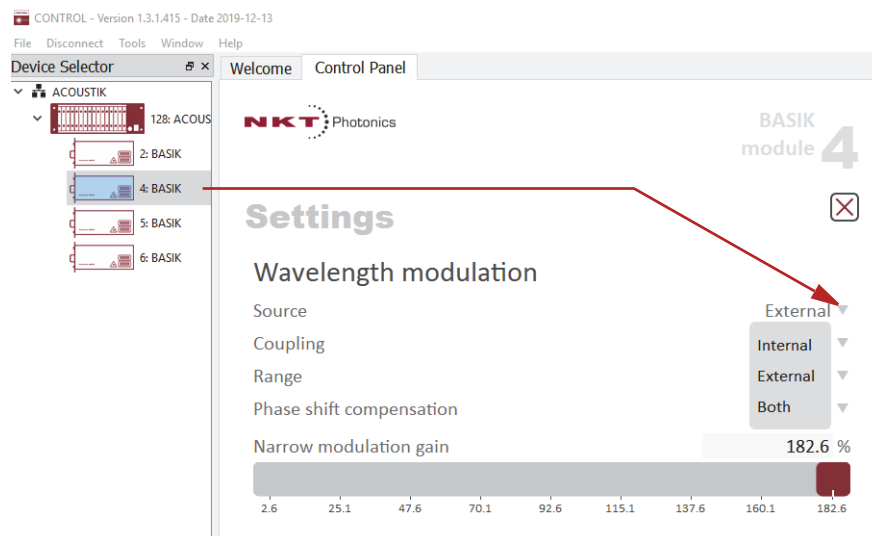 CONTROL - Version 1.3.1.415 - Date 2019-12-13
File Disconnect Tools Window Help
Device Selector
Welcome Control Panel
ACOUSTIK
128: ACOUS
2: BASIK
4: BASIK
5: BASIK
6: BASIK
NKT Photonics
BASIK
module 4
Settings
Wavelength modulation
Source External
Coupling
Internal
Range
External
Phase shift compensation
Both
Narrow modulation gain 182.6 %
2.6 25.1 47.6 70.1 92.6 115.1 137.6 160.1 182.6